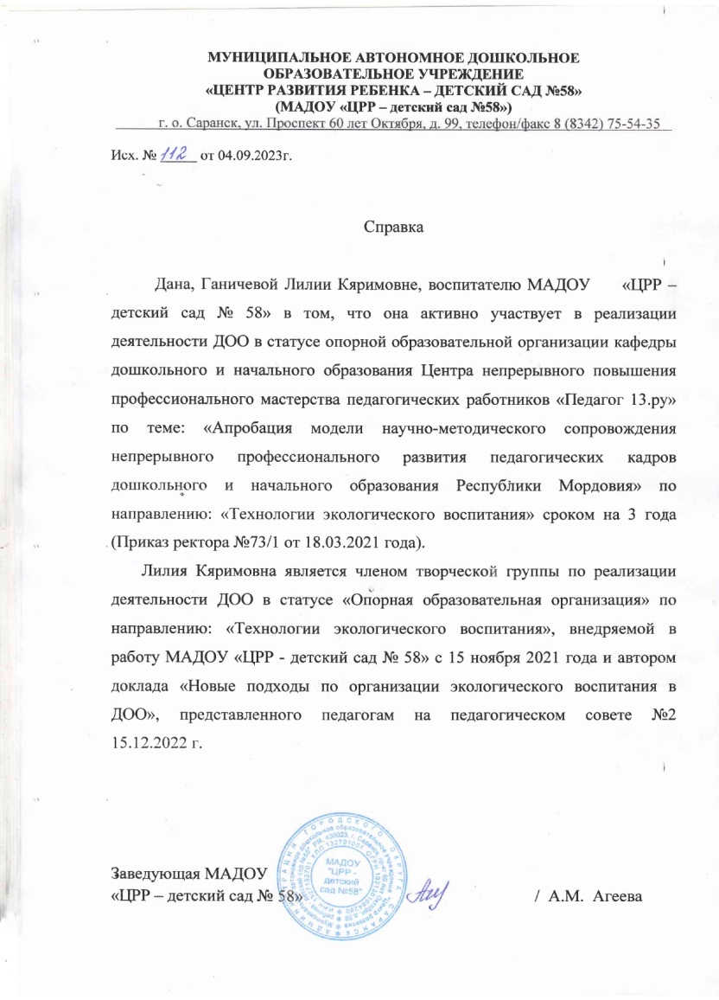 МУНИЦИПАЛЬНОЕ АВТОНОМНОЕ ДОШКОЛЬНОЕ
ОБРАЗОВАТЕЛЬНОЕ УЧРЕЖДЕНИЕ
«ЦЕНТР РАЗВИТИЯ РЕБЕНКА – ДЕТСКИЙ САД №58»
(МАДОУ «ЦРР – детский сад №58»)
г. о. Саранск, ул. Проспект 60 лет Октября, д. 99, телефон/факс 8 (8342) 75-54-35
Исх. № 112 от 04.09.2023г.
Справка
Дана, Ганичевой Лилии Кяримовне, воспитателю МАДОУ «ЦРР –
детский сад № 58» в том, что она активно участвует в реализации
деятельности ДОО в статусе опорной образовательной организации кафедры
дошкольного и начального образования Центра непрерывного повышения
профессионального мастерства педагогических работников «Педагог 13.ру»
по теме: «Апробация модели научно-методического сопровождения
непрерывного профессионального развития педагогических кадров
дошкольного и начального образования Республики Мордовия» по
направлению: «Технологии экологического воспитания» сроком на 3 года
(Приказ ректора №73/1 от 18.03.2021 года).
Лилия Кяримовна является членом творческой группы по реализации
деятельности ДОО в статусе «Опорная образовательная организация» по
направлению: «Технологии экологического воспитания», внедряемой в
работу МАДОУ «ЦРР - детский сад № 58» с 15 ноября 2021 года и автором
доклада «Новые подходы по организации экологического воспитания в
ДОО», представленного педагогам на педагогическом совете №2
15.12.2022 г.
МАДОУ
"ЦРР -
детский
сад №58"
Заведующая МАДОУ
«ЦРР – детский сад № 58» / А.М. Агеева